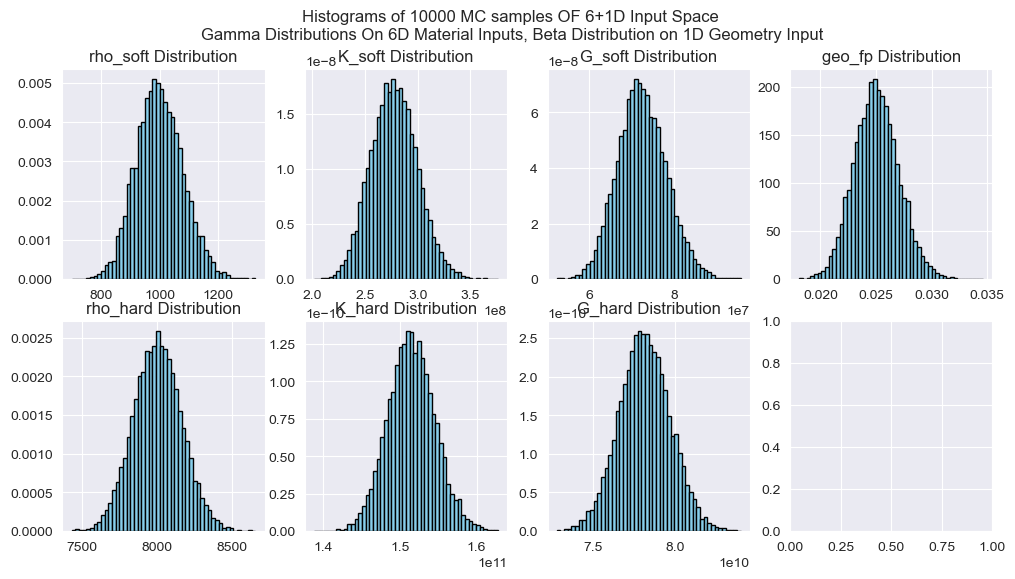 Histograms of 10000 MC samples OF 6+1D Input Space
Gamma Distributions On 6D Material Inputs, Beta Distribution on 1D Geometry Input
rho_soft Distribution
0.005
0.004
0.003
0.002
0.001
0.000
800 1000 1200
1e−8
K_soft Distribution
1.5
1.0
0.5
0.0
2.0 2.5 3.0 3.5
1e8
1e−8
G_soft Distribution
6
4
2
0
6 8
1e7
geo_fp Distribution
200
150
100
50
0
0.020 0.025 0.030 0.035
rho_hard Distribution
0.0025
0.0020
0.0015
0.0010
0.0005
0.0000
7500 8000 8500
1e−10
K_hard Distribution
1.25
1.00
0.75
0.50
0.25
0.00
1.4 1.5 1.6
1e11
1e−10
G_hard Distribution
2.5
2.0
1.5
1.0
0.5
0.0
7.5 8.0
1e10
1.0
0.8
0.6
0.4
0.2
0.0
0.00 0.25 0.50 0.75 1.00